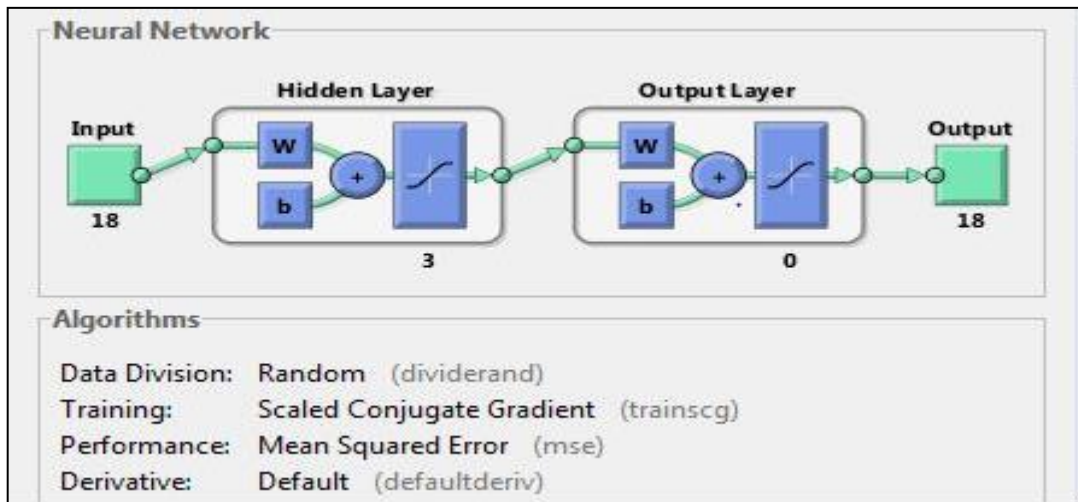 Neural Network
Hidden Layer
Output Layer
Input
Output
W
W
+
+
b
b
18
18
3
0
Algorithms
Data Division: Random (dividerand)
Training: Scaled Conjugate Gradient (trainscg)
Performance: Mean Squared Error (mse)
Derivative: Default (defaultderiv)